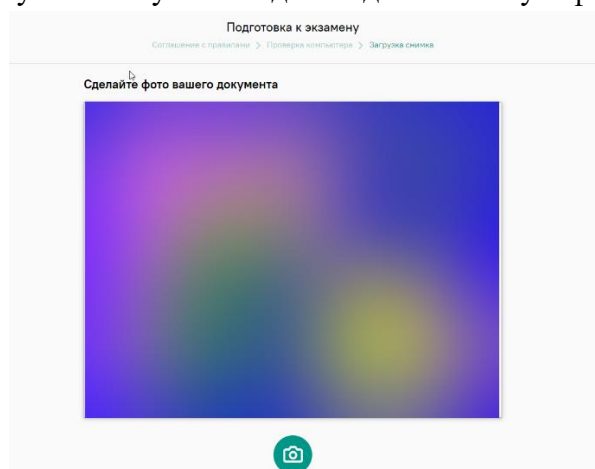 Подготовка к экзамену
Соглашение с правилами > Проверка компьютера > Загрузка снимка
Сделайте фото вашего документа